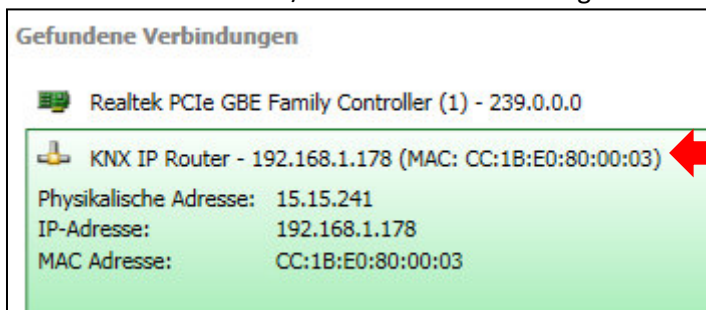 Gefundene Verbindungen
Realtek PCIe GBE Family Controller (1) - 239.0.0.0
KNX IP Router - 192.168.1.178 (MAC: CC:1B:E0:80:00:03)
Physikalische Adresse: 15.15.241
IP-Adresse: 192.168.1.178
MAC Adresse: CC:1B:E0:80:00:03